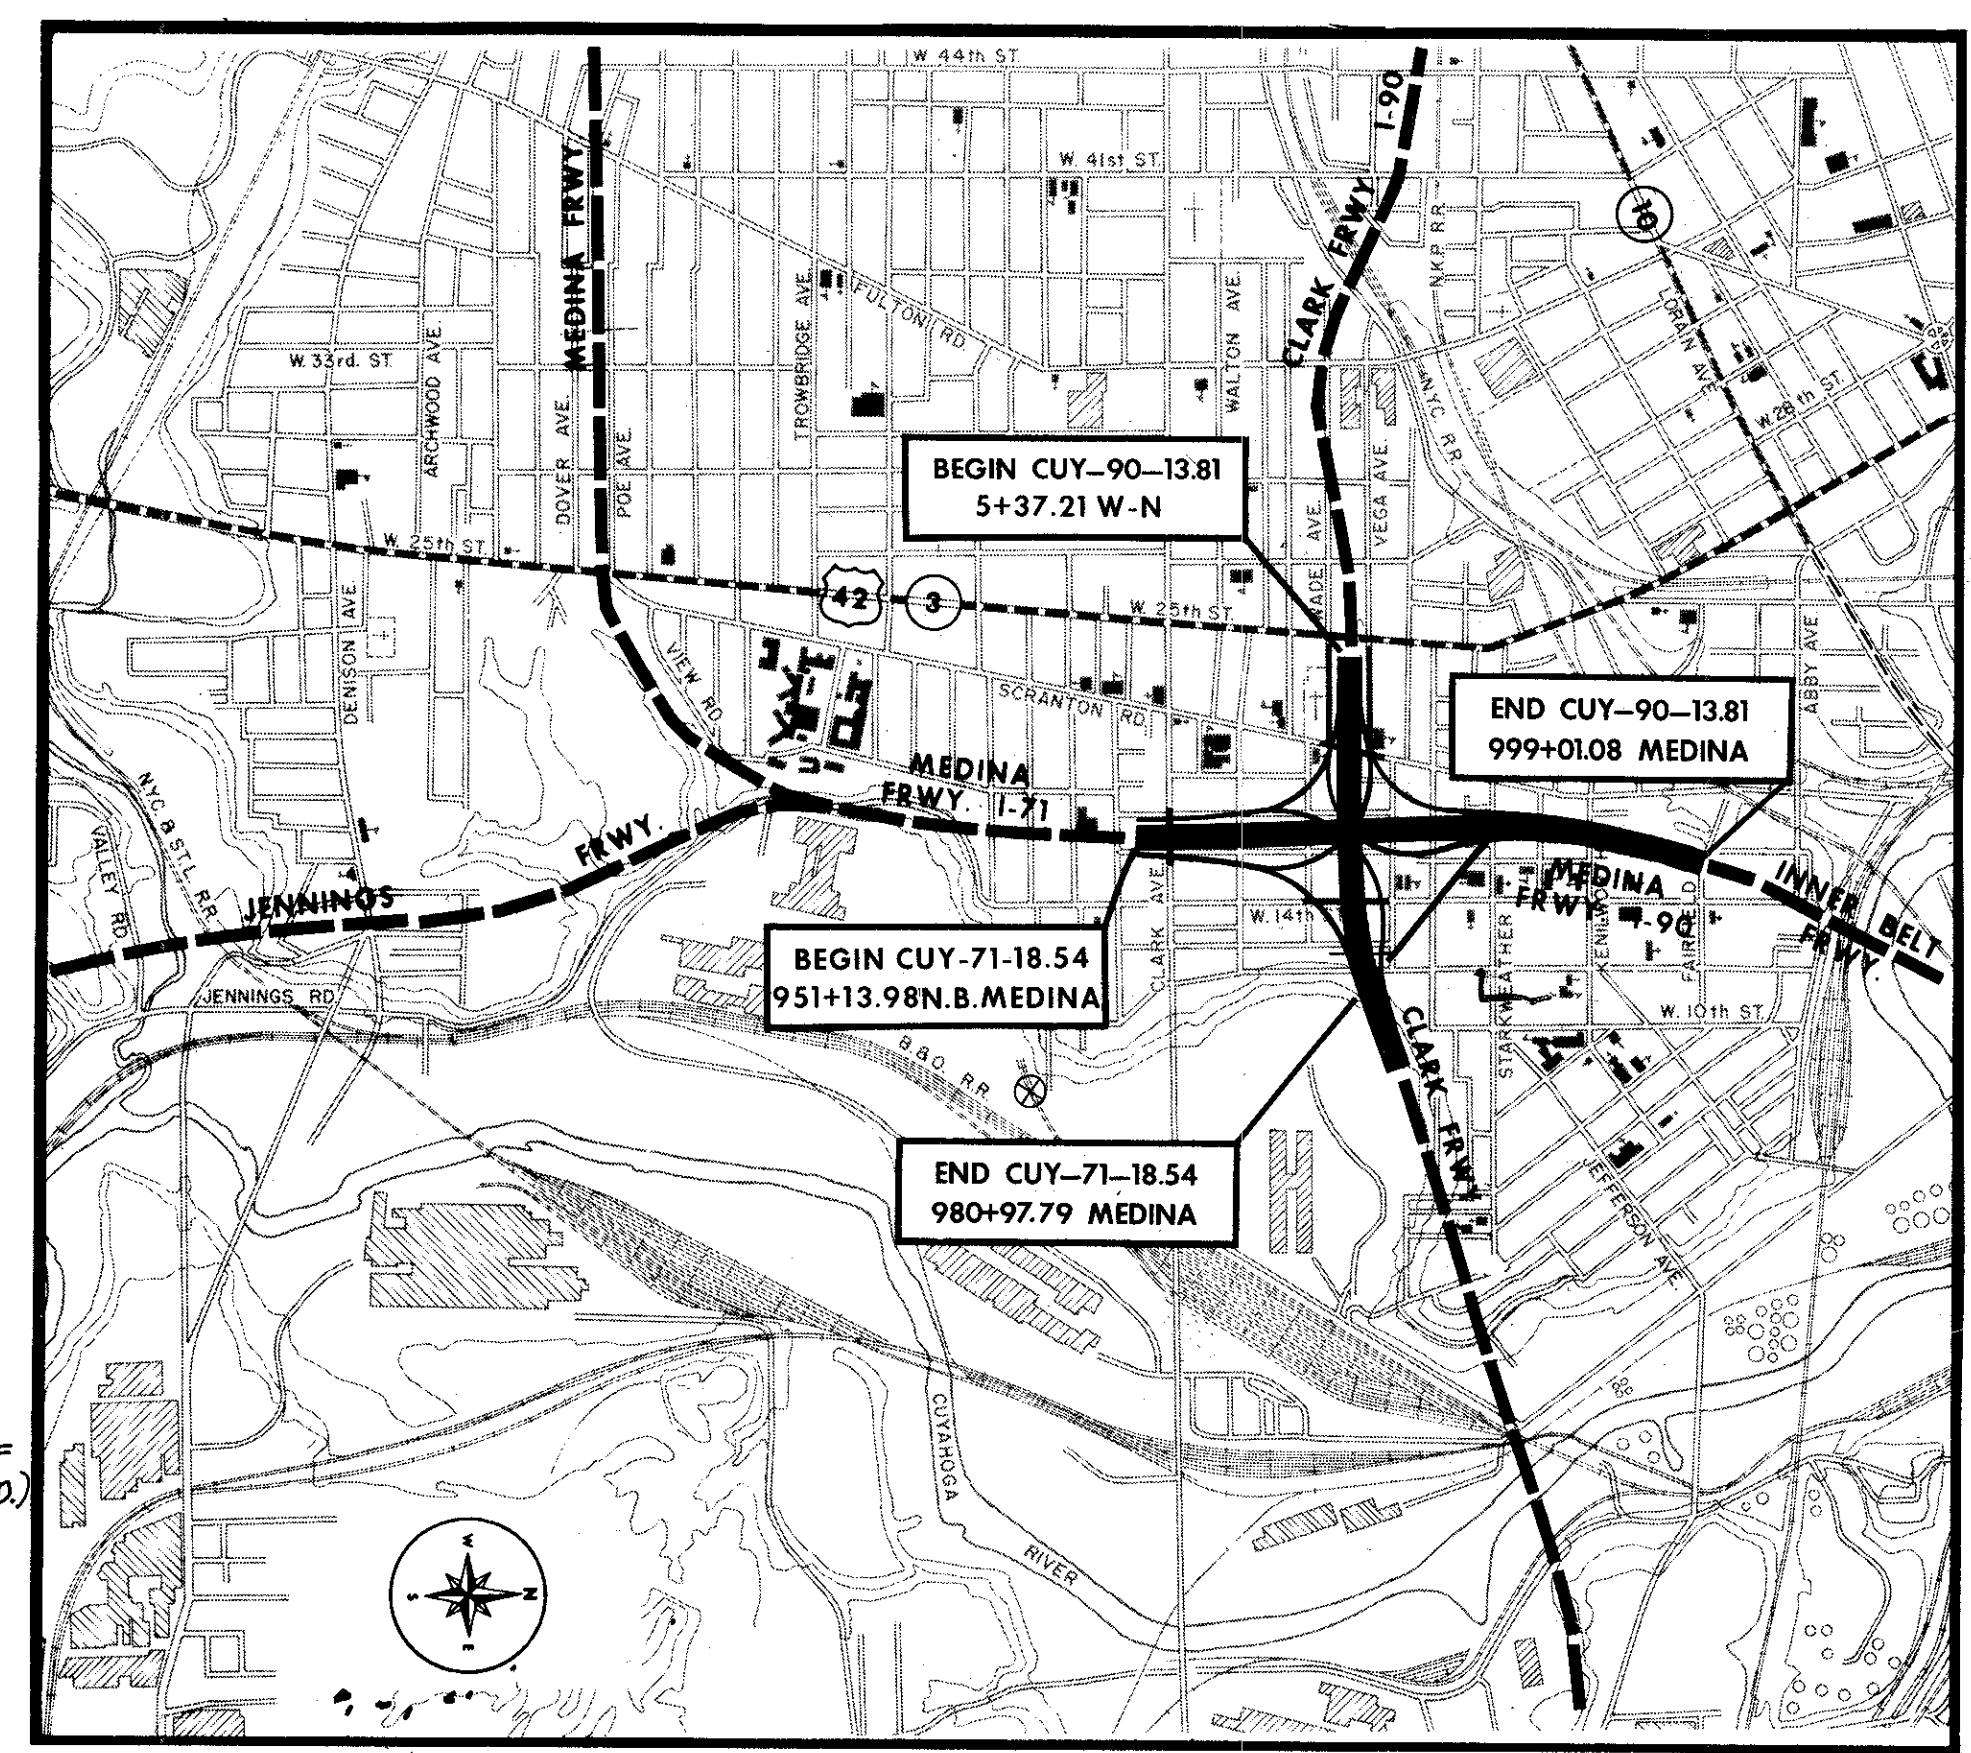 W. 44th ST.
I-90
W. 41st ST.
MEDINA FRWY.
CLARK FRWY
NKP RR.
10
FULTON RD.
TROWBRIDGE AVE.
WALTON AVE.
LORAIN AVE.
W. 33rd. ST.
ARCHWOOD AVE.
W. 28th ST.
NYC RR.
DOVER AVE.
POE AVE.
BEGIN CUY-90-13.81
5+37.21 W-N
VEGA AVE.
W. 25th ST.
42
3
W. 25th ST.
DENISON AVE.
VIEW RD.
SCRANTON RD.
ABBY AVE.
END CUY-90-13.81
999+01.08 MEDINA
MEDINA
FRWY. I-71
NYC & ST.L. RR.
VALLEY RD.
JENNINGS FRWY.
MEDINA
FRWY. I-90
INNER BELT
FRWY.
W. 14th
CLARK AVE.
STARKWEATHER
KENILWORTH
FAIRFIELD
BEGIN CUY-71-18.54
951+13.98 N.B. MEDINA
JENNINGS RD.
W. 10th ST.
B&O. R.R.
CLARK FRWY.
END CUY-71-18.54
980+97.79 MEDINA
JEFFERSON AVE.
CUYAHOGA
RIVER
W
S
N
E